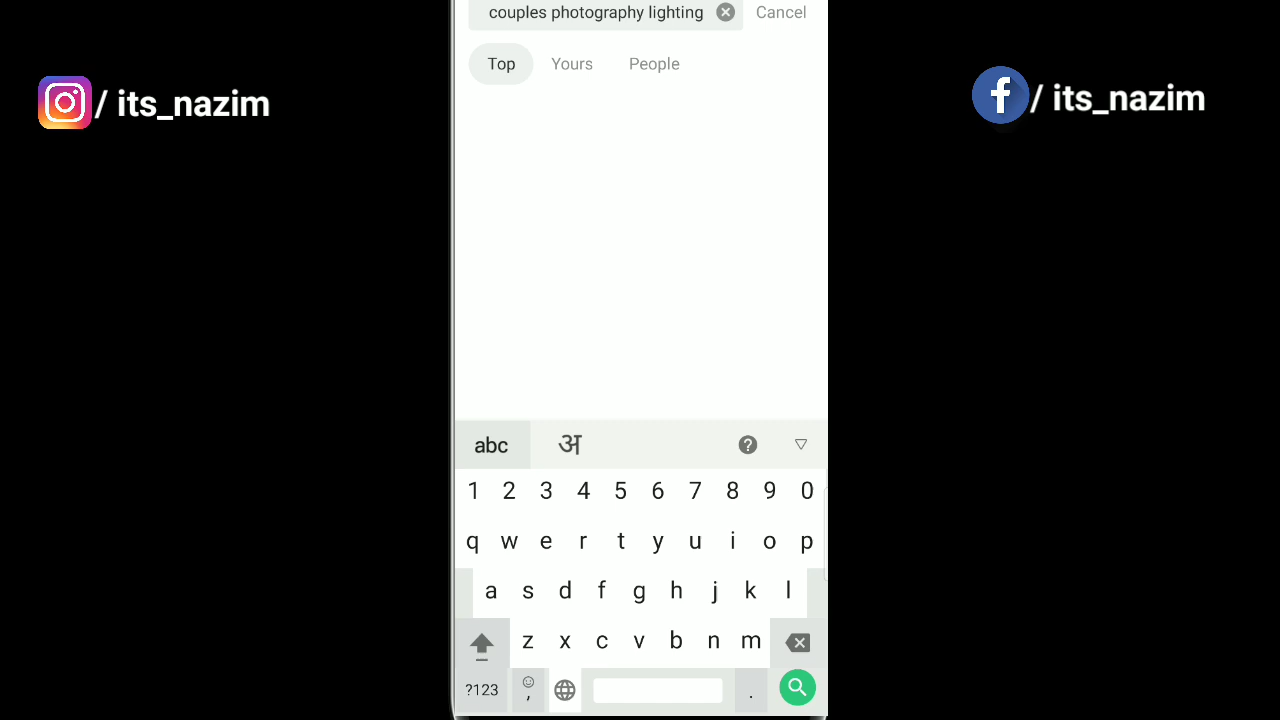 couples photography lighting Cancel
Top Yours People
/ its_nazim
/ its_nazim
abc अ
1 2 3 4 5 6 7 8 9 0
q w e r t y u i o p
a s d f g h j k l
z x c v b n m
?123 , .